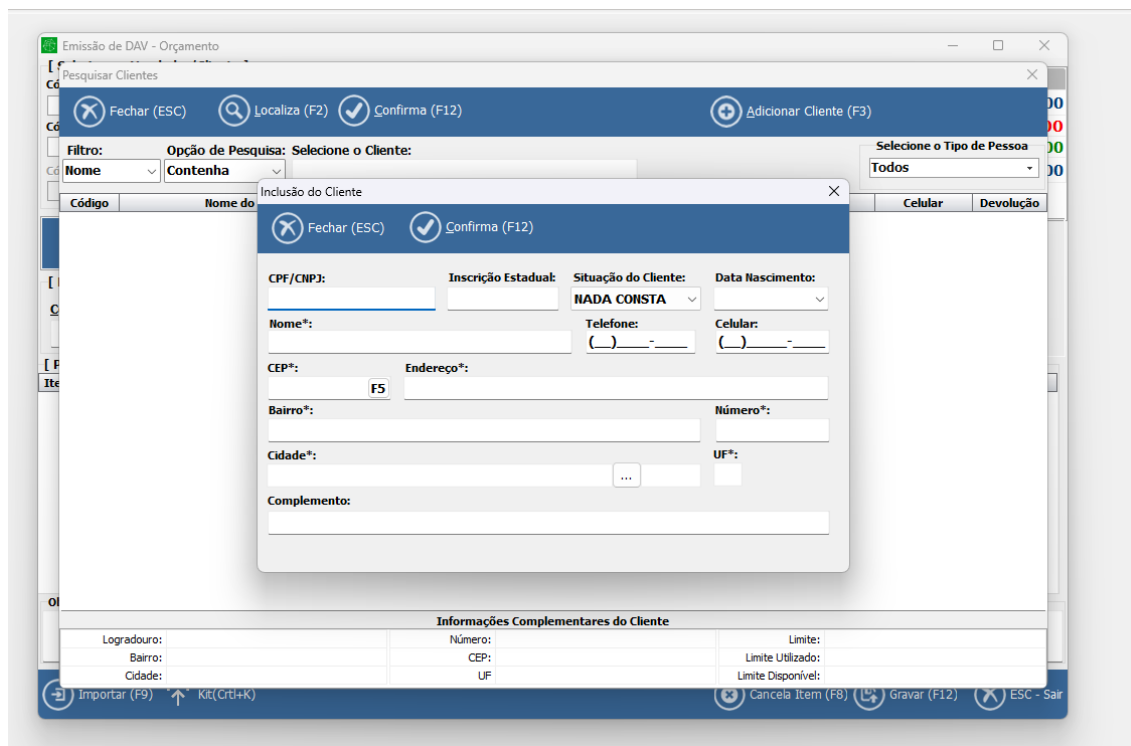 Emissão de DAV - Orçamento
Pesquisar Clientes
Fechar (ESC) Localiza (F2) Confirma (F12) Adicionar Cliente (F3)
Filtro: Opção de Pesquisa: Selecione o Cliente: Selecione o Tipo de Pessoa
Nome Contenha Todos
Código Nome do Celular Devolução
Inclusão do Cliente
Fechar (ESC) Confirma (F12)
CPF/CNPJ: Inscrição Estadual: Situação do Cliente: Data Nascimento:
NADA CONSTA
Nome*: Telefone: Celular:
(__)____-____ (__)_____-____
CEP*: Endereço*:
F5
Bairro*: Número*:
Cidade*: UF*:
...
Complemento:
Informações Complementares do Cliente
Logradouro: Número: Limite:
Bairro: CEP: Limite Utilizado:
Cidade: UF Limite Disponível:
Importar (F9) Kit(Crtl+K) Cancela Item (F8) Gravar (F12) ESC - Sair